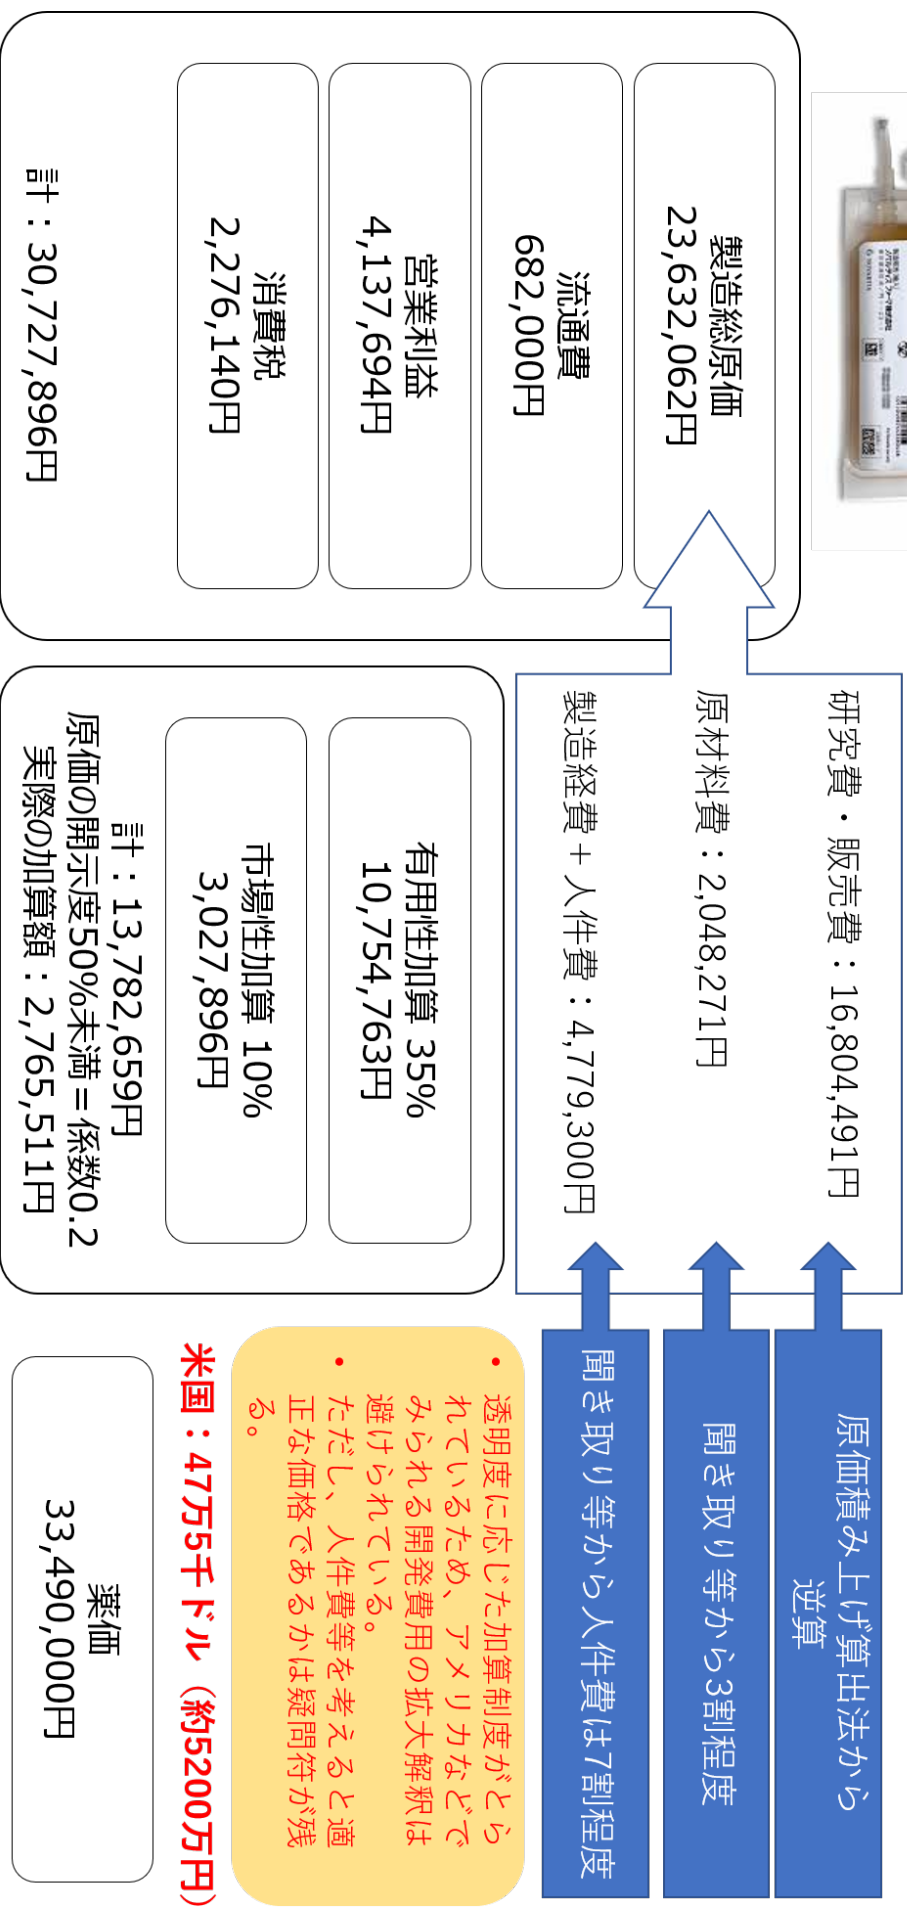 製造総原価
23,632,062円
流通費
682,000円
営業利益
4,137,694円
消費税
2,276,140円
計：30,727,896円
研究費・販売費：16,804,491円
原材料費：2,048,271円
製造経費＋人件費：4,779,300円
有用性加算 35%
10,754,763円
市場性加算 10%
3,027,896円
計：13,782,659円
原価の開示度50%未満＝係数0.2
実際の加算額：2,765,511円
原価積み上げ算出法から
逆算
聞き取り等から3割程度
聞き取り等から人件費は7割程度
• 透明度に応じた加算制度がとら
れているため、アメリカなどで
みられる開発費用の拡大解釈は
避けられている。
• ただし、人件費等を考えると適
正な価格であるかは疑問符が残
る。
米国：47万5千ドル（約5200万円）
薬価
33,490,000円
ノバルティス ファーマ株式会社